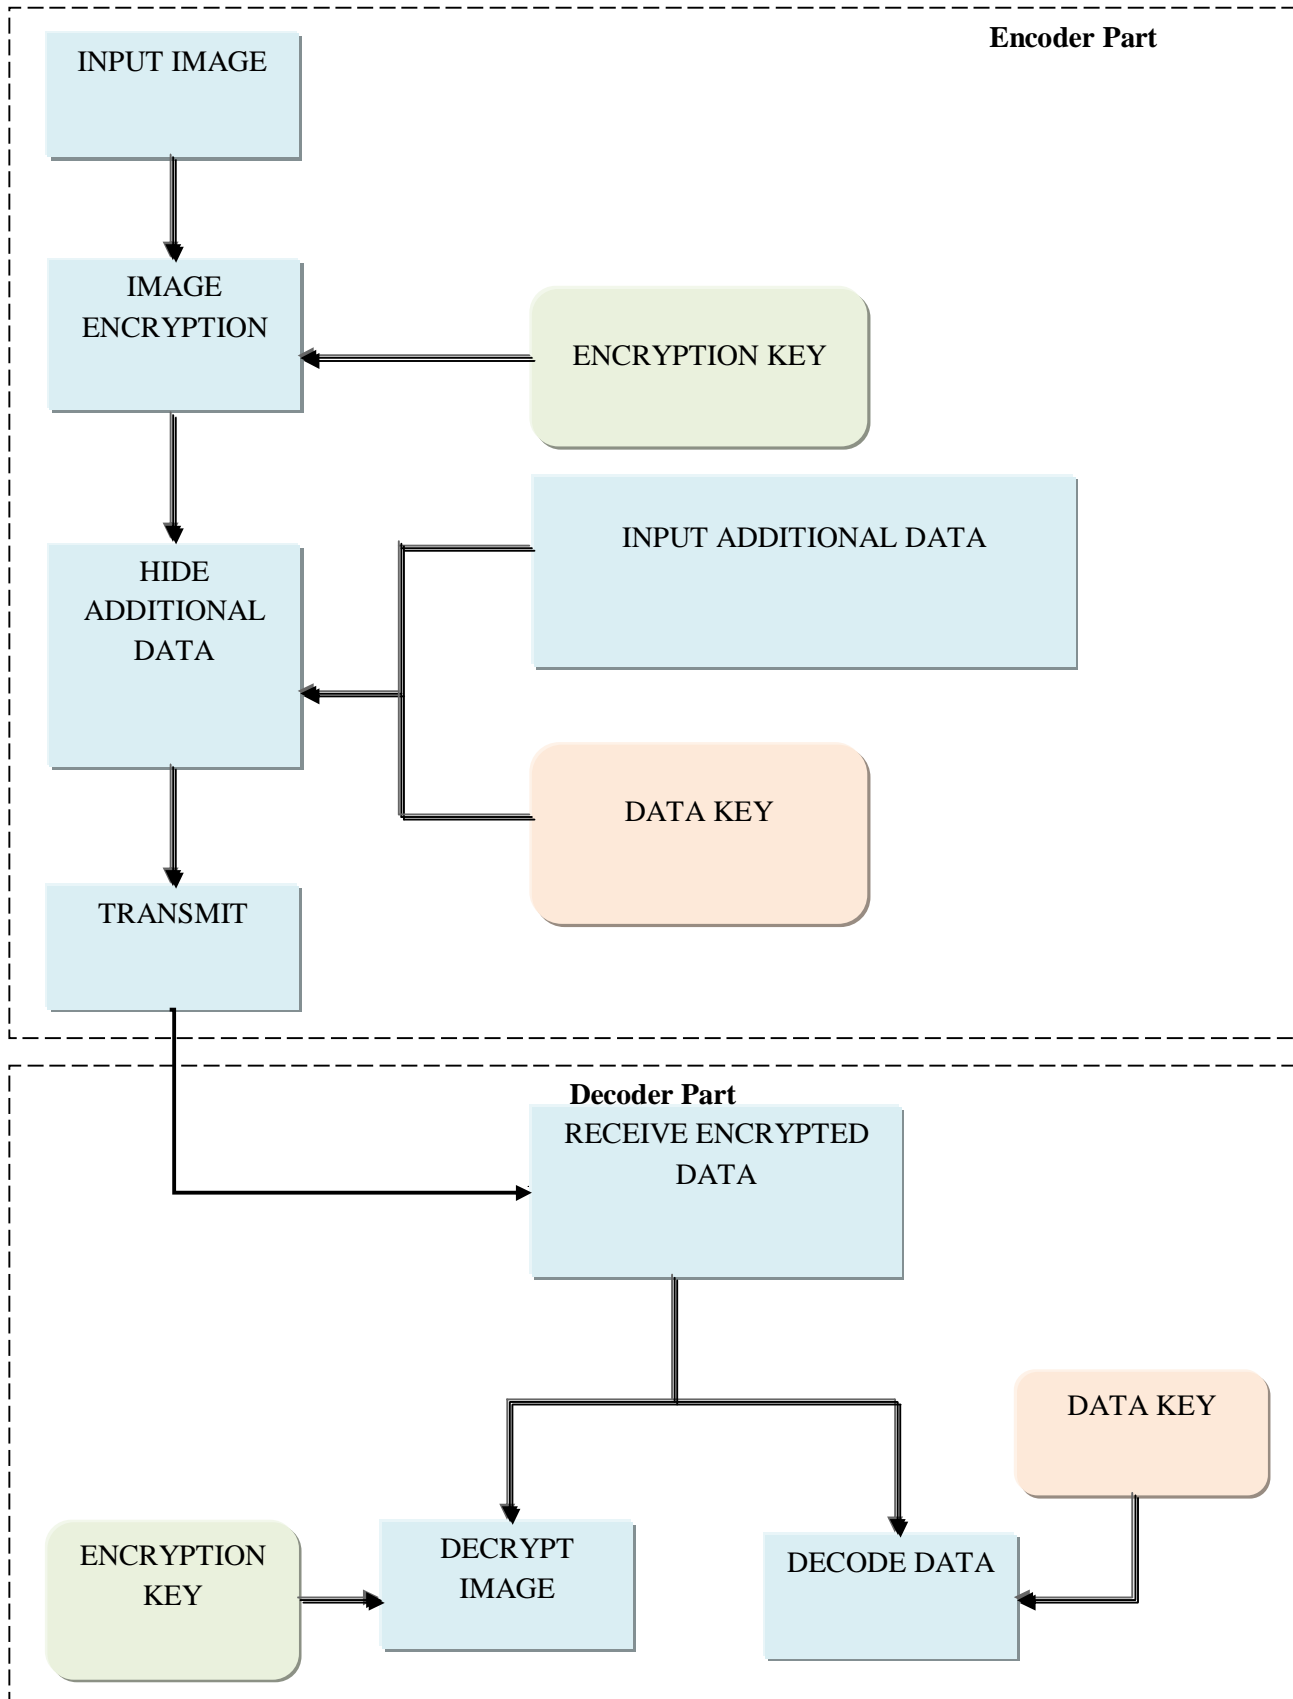 Encoder Part
INPUT IMAGE
IMAGE
ENCRYPTION
ENCRYPTION KEY
INPUT ADDITIONAL DATA
HIDE
ADDITIONAL
DATA
DATA KEY
TRANSMIT
Decoder Part
RECEIVE ENCRYPTED
DATA
DATA KEY
ENCRYPTION
KEY
DECRYPT
IMAGE
DECODE DATA